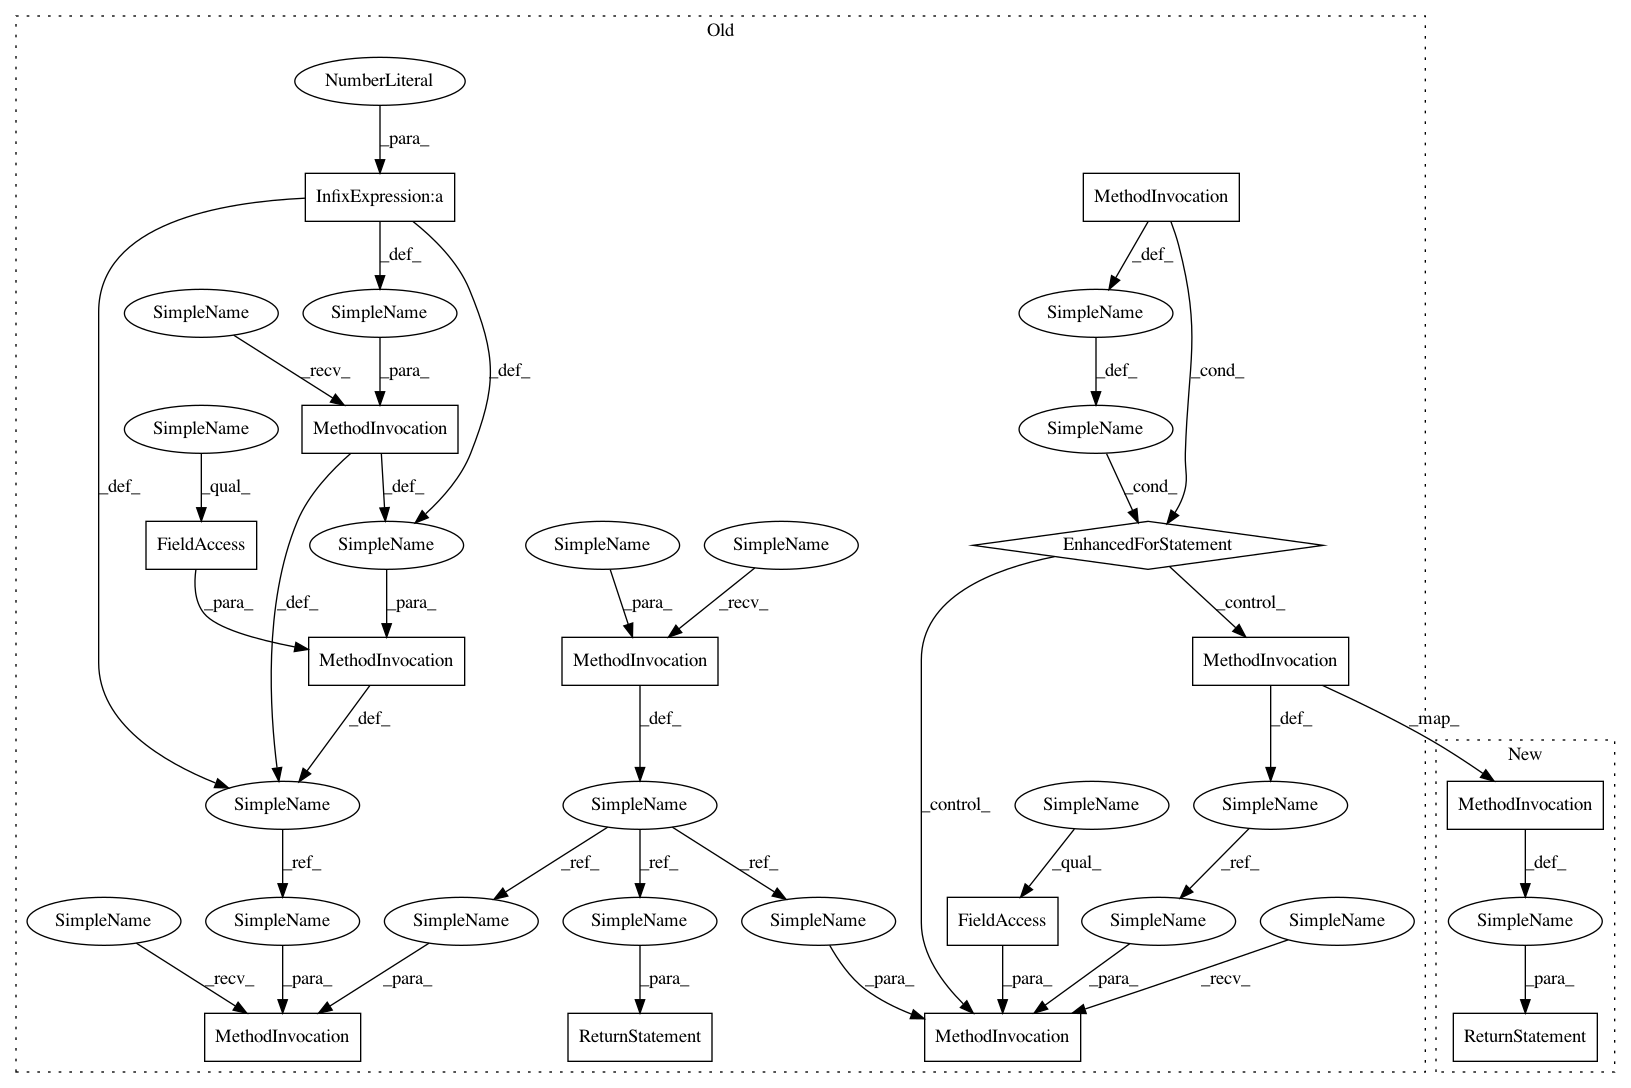 Old
NumberLiteral
_para_
InfixExpression:a
MethodInvocation
_def_
_def_
SimpleName
SimpleName
SimpleName
_recv_
_para_
_def_
_def_
_cond_
SimpleName
MethodInvocation
SimpleName
_def_
_qual_
_def_
_cond_
FieldAccess
SimpleName
SimpleName
SimpleName
EnhancedForStatement
_para_
_def_
_para_
_para_
_recv_
_control_
MethodInvocation
MethodInvocation
MethodInvocation
_def_
_def_
_def_
_map_
New
SimpleName
SimpleName
_control_
SimpleName
SimpleName
MethodInvocation
_ref_
_ref_
_ref_
_ref_
_qual_
_ref_
_def_
SimpleName
SimpleName
SimpleName
SimpleName
SimpleName
FieldAccess
SimpleName
SimpleName
SimpleName
_recv_
_para_
_para_
_para_
_para_
_para_
_para_
_recv_
_para_
MethodInvocation
ReturnStatement
MethodInvocation
ReturnStatement